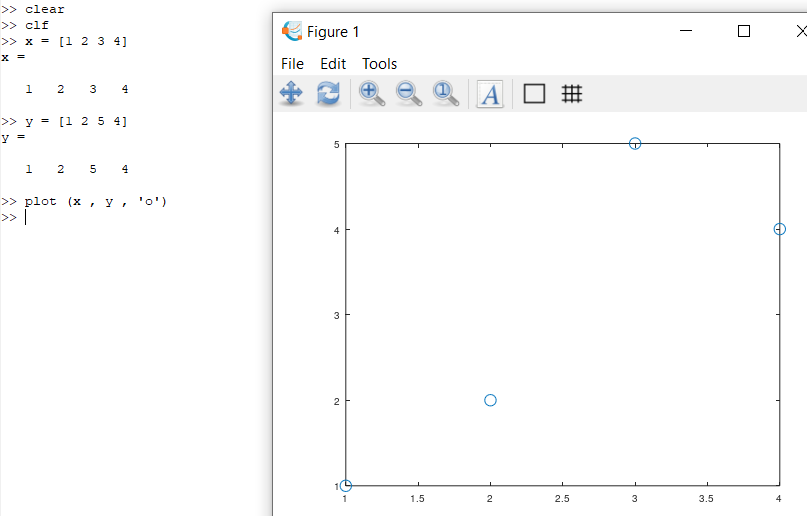 >> clear
>> clf
>> x = [1 2 3 4]
x =
1 2 3 4
>> y = [1 2 5 4]
y =
1 2 5 4
>> plot (x , y , 'o')
>>
Figure 1
File Edit Tools
A
5
4
3
2
1
1 1.5 2 2.5 3 3.5 4